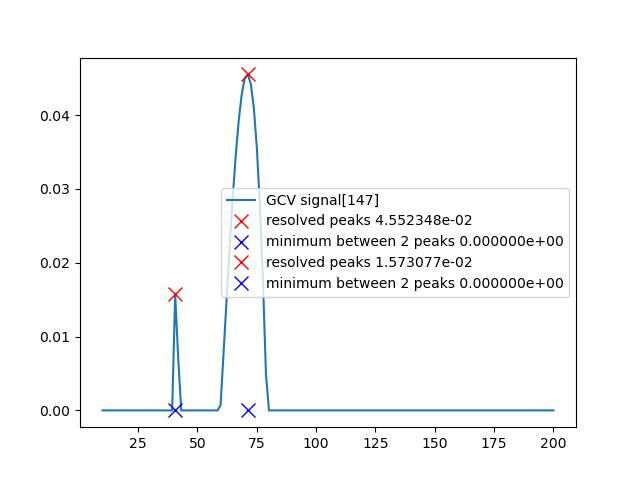 0.04
0.03
0.02
0.01
0.00
GCV signal[147]
resolved peaks 4.552348e-02
minimum between 2 peaks 0.000000e+00
resolved peaks 1.573077e-02
minimum between 2 peaks 0.000000e+00
25 50 75 100 125 150 175 200